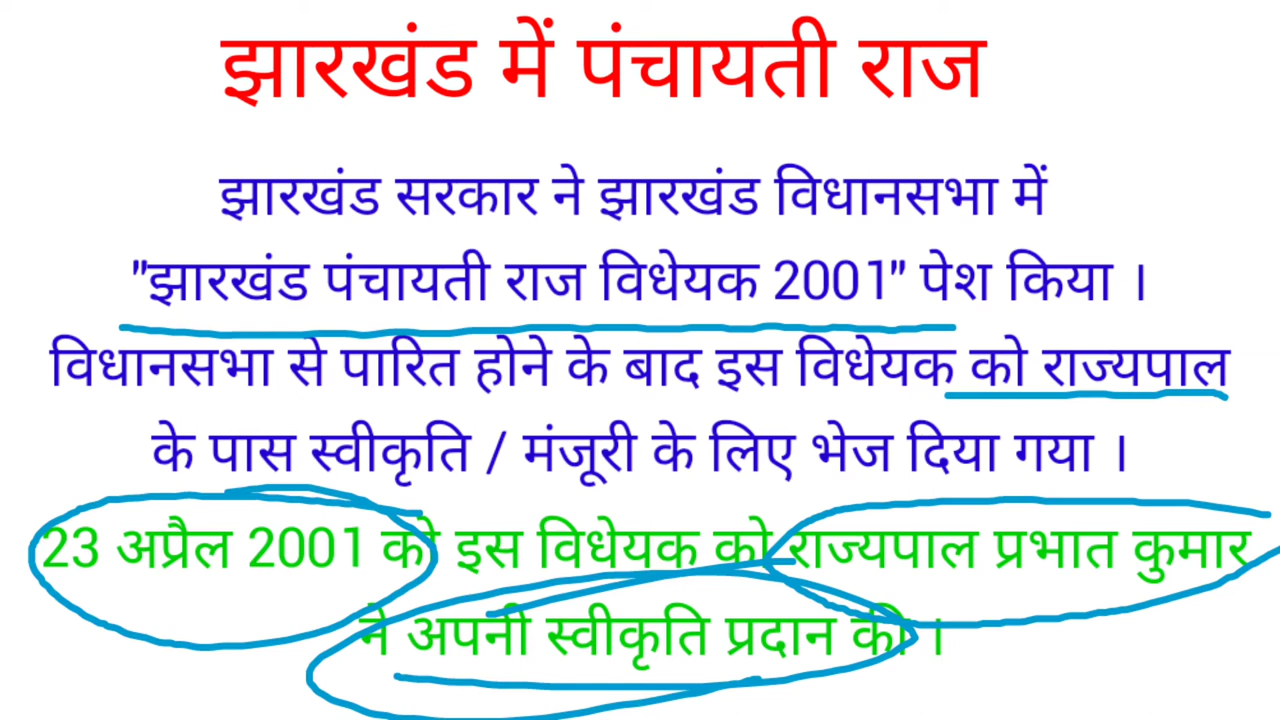 झारखंड में पंचायती राज
झारखंड सरकार ने झारखंड विधानसभा में
"झारखंड पंचायती राज विधेयक 2001" पेश किया ।
विधानसभा से पारित होने के बाद इस विधेयक को राज्यपाल
के पास स्वीकृति / मंजूरी के लिए भेज दिया गया ।
23 अप्रैल 2001 को इस विधेयक को राज्यपाल प्रभात कुमार
ने अपनी स्वीकृति प्रदान की ।